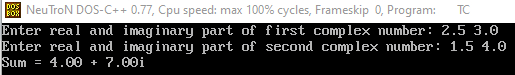 DOS BOX NeuTroN DOS-C++ 0.77, Cpu speed: max 100% cycles, Frameskip 0, Program: TC
Enter real and imaginary part of first complex number: 2.5 3.0
Enter real and imaginary part of second complex number: 1.5 4.0
Sum = 4.00 + 7.00i